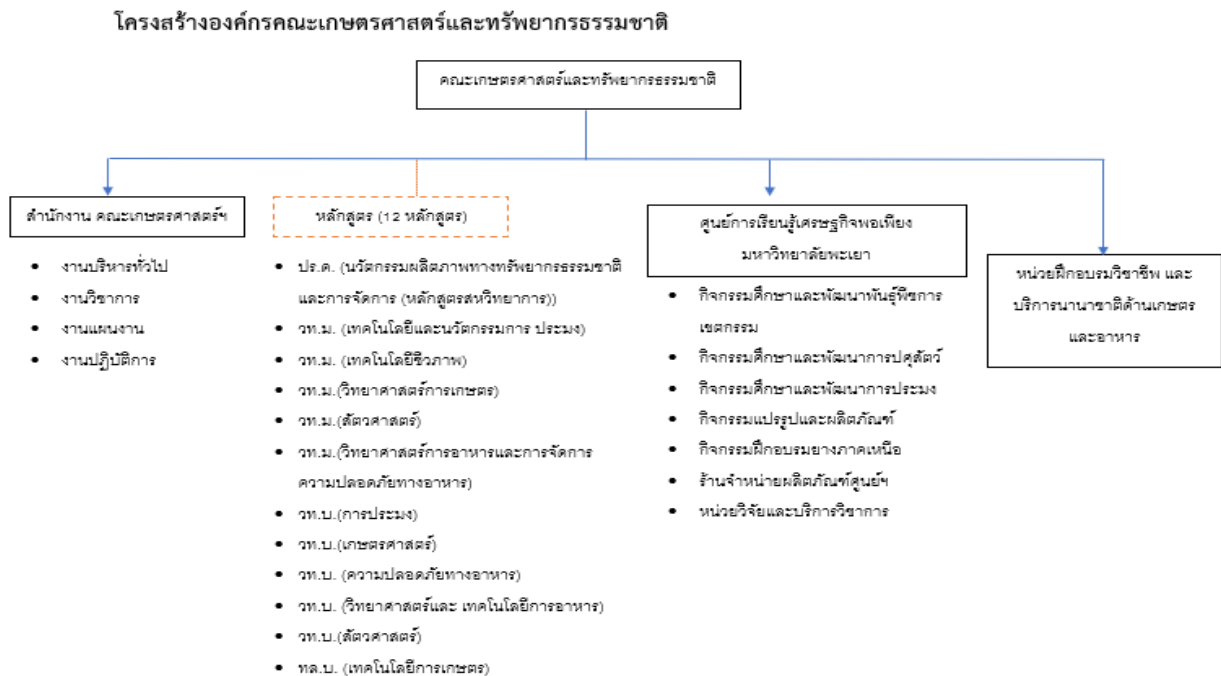 โครงสร้างองค์กรคณะเกษตรศาสตร์และทรัพยากรธรรมชาติ
คณะเกษตรศาสตร์และทรัพยากรธรรมชาติ
สำนักงาน คณะเกษตรศาสตร์ฯ
• งานบริหารทั่วไป
• งานวิชาการ
• งานแผนงาน
• งานปฏิบัติการ
หลักสูตร (12 หลักสูตร)
• ปร.ด. (นวัตกรรมผลิตภาพทางทรัพยากรธรรมชาติ
และการจัดการ (หลักสูตรสหวิทยาการ))
• วท.ม. (เทคโนโลยีและนวัตกรรมการ ประมง)
• วท.ม. (เทคโนโลยีชีวภาพ)
• วท.ม.(วิทยาศาสตร์การเกษตร)
• วท.ม.(สัตวศาสตร์)
• วท.ม.(วิทยาศาสตร์การอาหารและการจัดการ
ความปลอดภัยทางอาหาร)
• วท.บ.(การประมง)
• วท.บ.(เกษตรศาสตร์)
• วท.บ. (ความปลอดภัยทางอาหาร)
• วท.บ. (วิทยาศาสตร์และ เทคโนโลยีการอาหาร)
• วท.บ.(สัตวศาสตร์)
• ทล.บ. (เทคโนโลยีการเกษตร)
ศูนย์การเรียนรู้เศรษฐกิจพอเพียง
มหาวิทยาลัยพะเยา
• กิจกรรมศึกษาและพัฒนาพันธุ์พืชการ
เขตกรรม
• กิจกรรมศึกษาและพัฒนาการปศุสัตว์
• กิจกรรมศึกษาและพัฒนาการประมง
• กิจกรรมแปรรูปและผลิตภัณฑ์
• กิจกรรมฝึกอบรมยางภาคเหนือ
• ร้านจำหน่ายผลิตภัณฑ์ศูนย์ฯ
• หน่วยวิจัยและบริการวิชาการ
หน่วยฝึกอบรมวิชาชีพ และ
บริการนานาชาติด้านเกษตร
และอาหาร